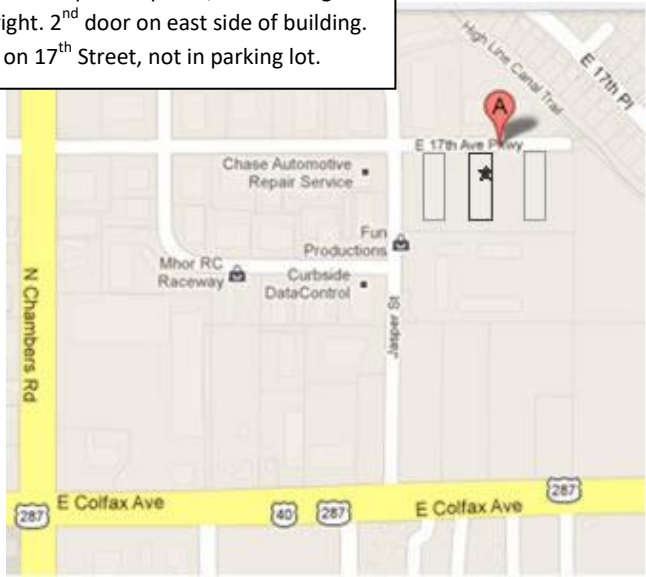 ight. 2nd door on east side of building.
on 17th Street, not in parking lot.
High Line Canal Trail
E 17th Pl
A
E 17th Ave Pkwy
Chase Automotive
Repair Service
Fun
Productions
Mhor RC
Raceway
Curbside
DataControl
N Chambers Rd
Jasper St
287
E Colfax Ave
40
287
E Colfax Ave
287